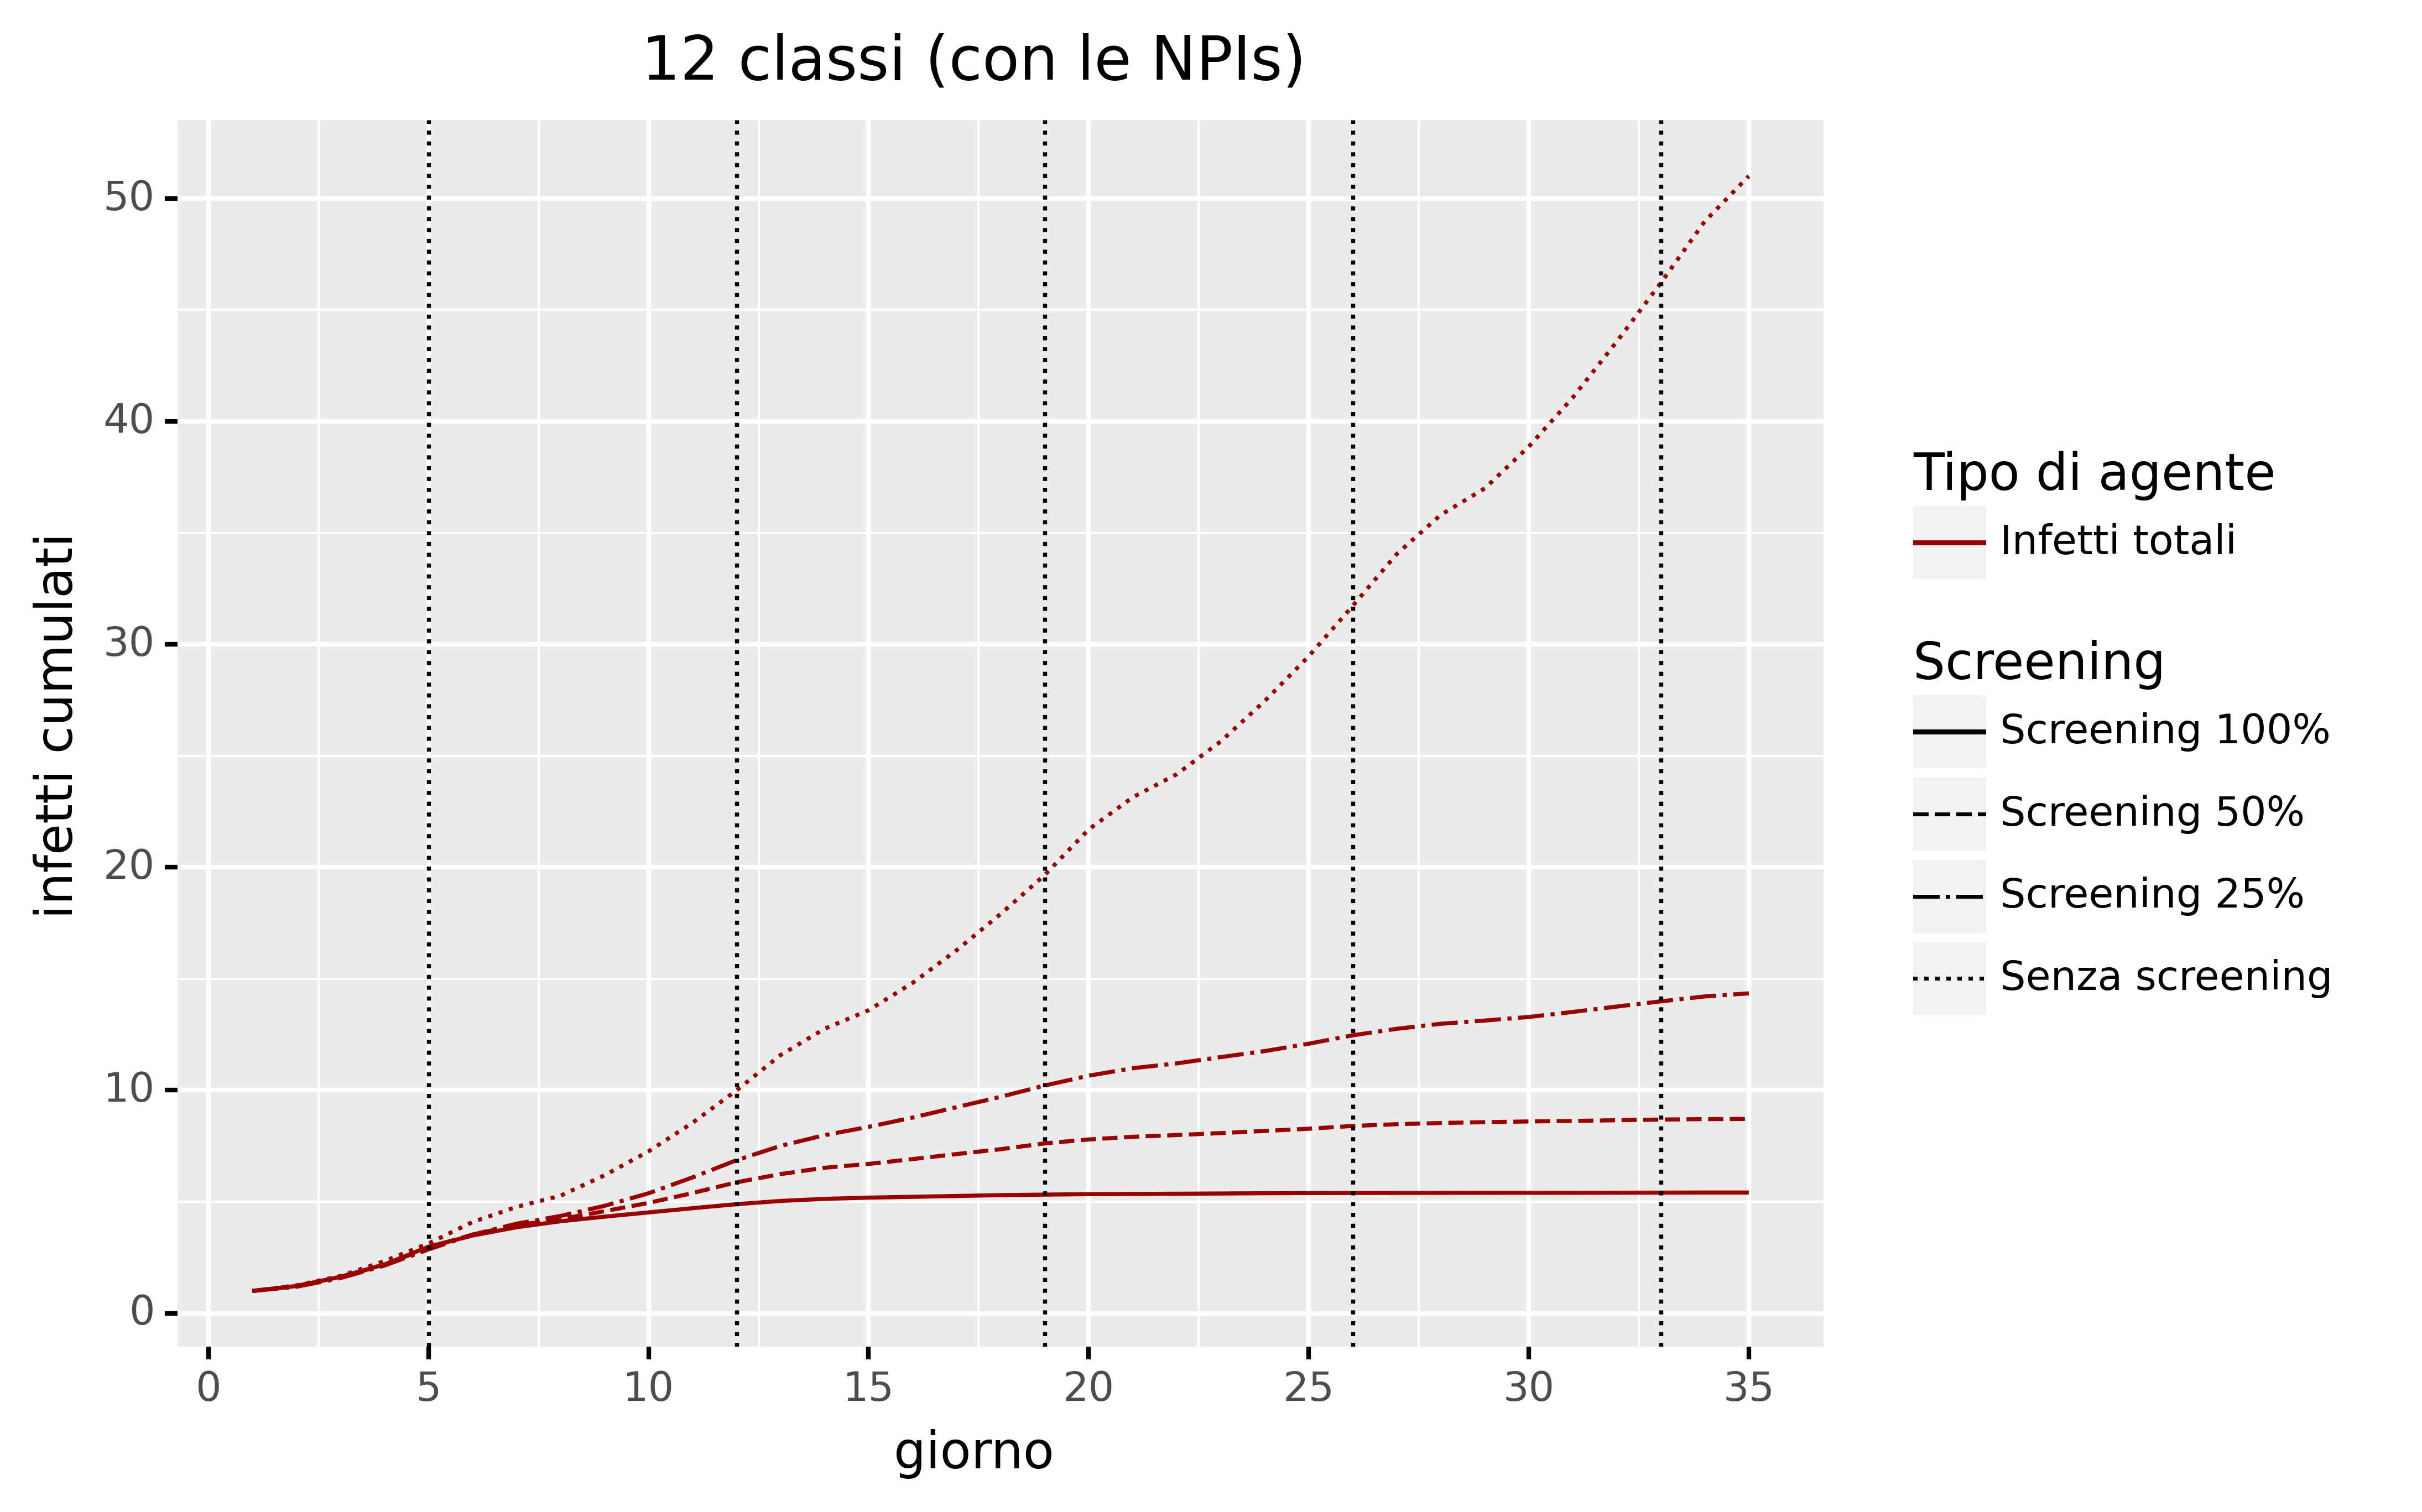 12 classi (con le NPIs)
infetti cumulati
50
40
30
20
10
0
0 5 10 15 20 25 30 35
giorno
Tipo di agente
Infetti totali
Screening
Screening 100%
Screening 50%
Screening 25%
Senza screening